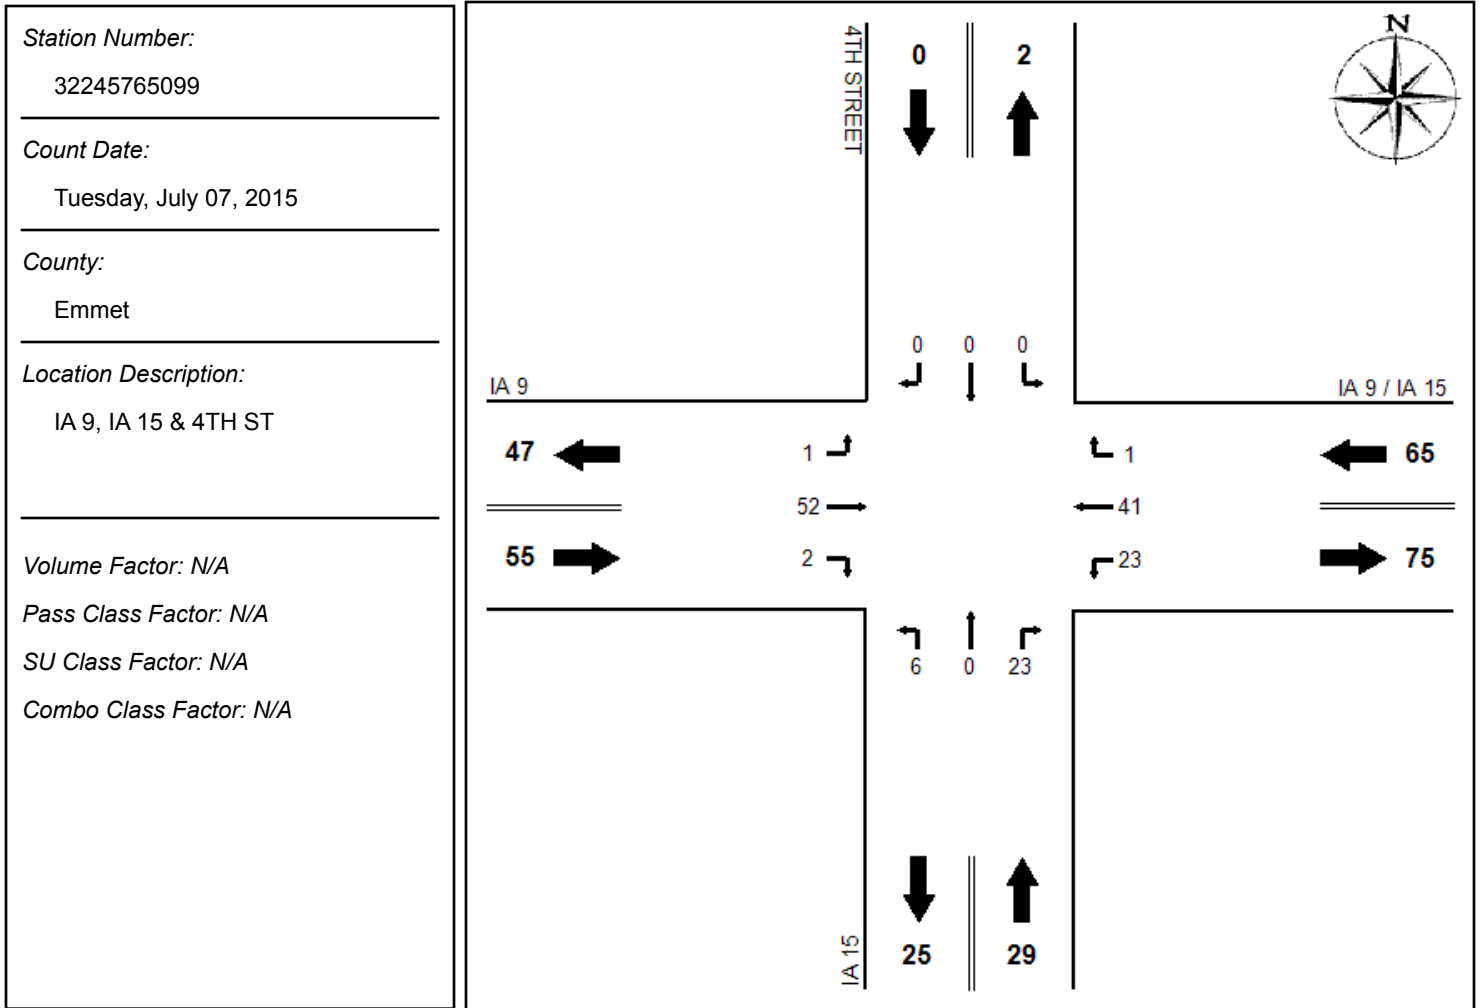 Station Number:
32245765099
Count Date:
Tuesday, July 07, 2015
County:
Emmet
Location Description:
IA 9, IA 15 & 4TH ST
Volume Factor: N/A
Pass Class Factor: N/A
SU Class Factor: N/A
Combo Class Factor: N/A
N
4TH STREET
0 2
0 0 0
IA 9
IA 9 / IA 15
47 1 1 65
52 41
55 2 23 75
6 0 23
IA 15
25 29